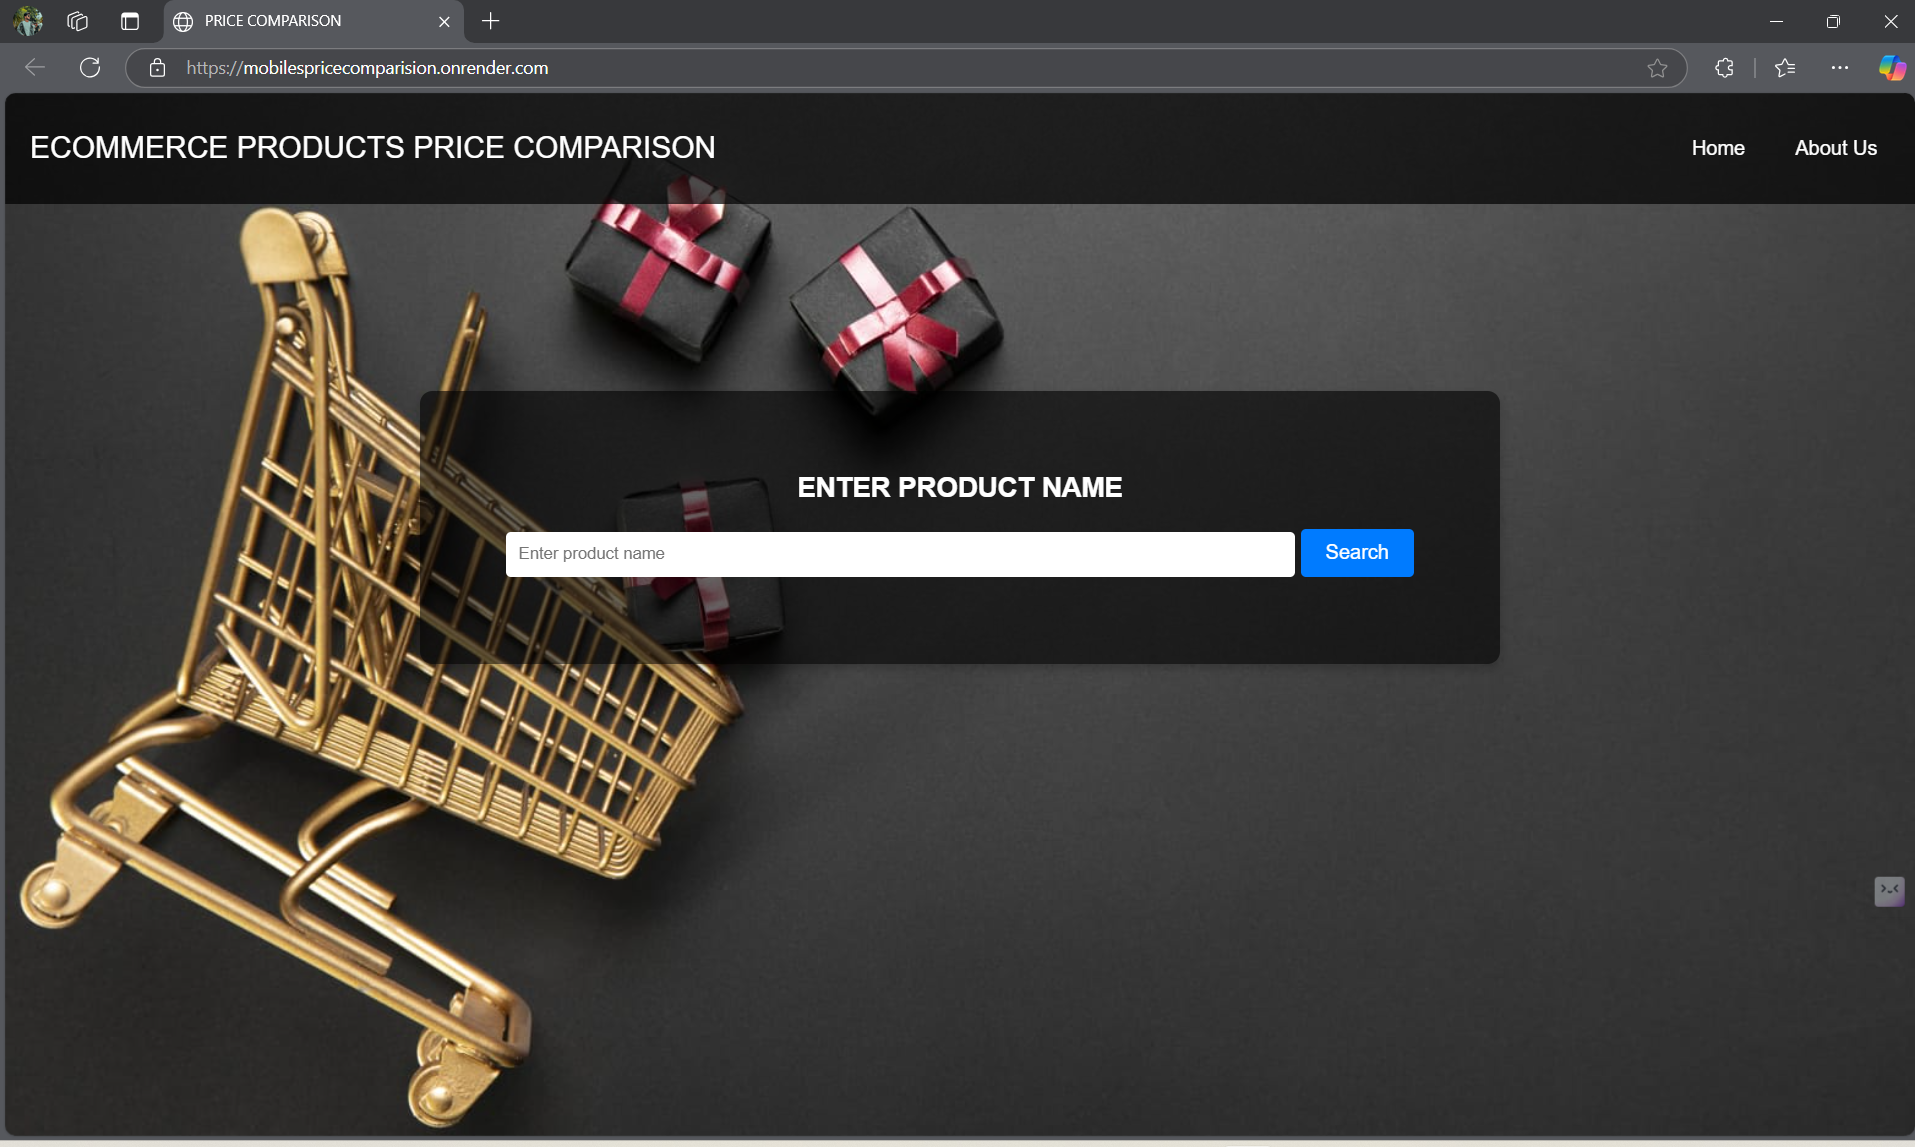 PRICE COMPARISON
https://mobilespricecomparision.onrender.com
ECOMMERCE PRODUCTS PRICE COMPARISON
Home
About Us
ENTER PRODUCT NAME
Enter product name
Search